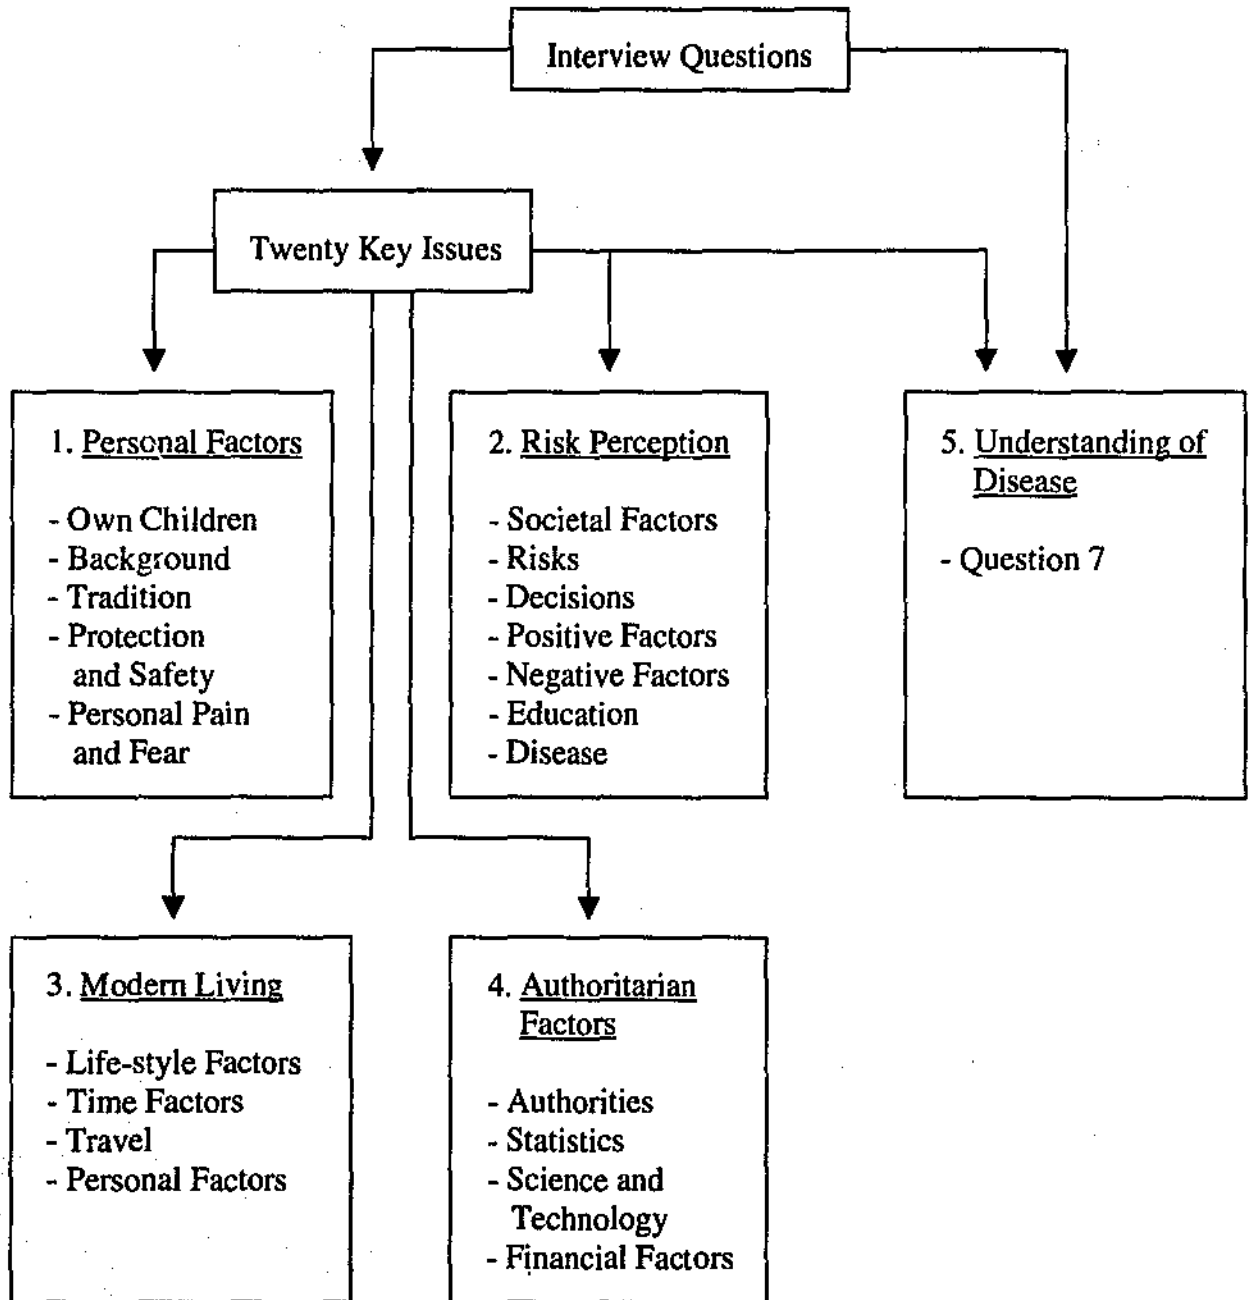 Interview Questions
Twenty Key Issues
1. Personal Factors
- Own Children
- Background
- Tradition
- Protection
and Safety
- Personal Pain
and Fear
2. Risk Perception
- Societal Factors
- Risks
- Decisions
- Positive Factors
- Negative Factors
- Education
- Disease
5. Understanding of
Disease
- Question 7
3. Modern Living
- Life-style Factors
- Time Factors
- Travel
- Personal Factors
4. Authoritarian
Factors
- Authorities
- Statistics
- Science and
Technology
- Financial Factors